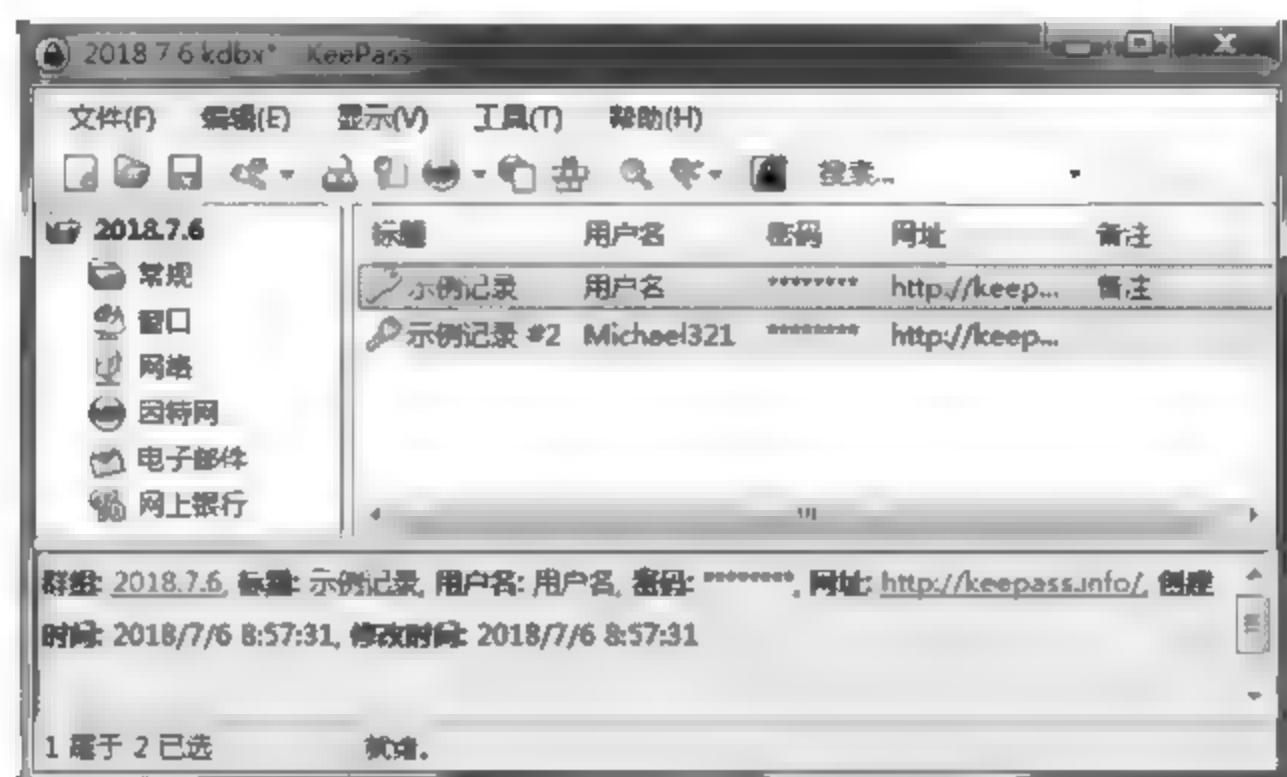 2018 7 6 kdbx* KeePass
文件(F) 编辑(E) 显示(V) 工具(T) 帮助(H)
搜索...
2018.7.6
常规
窗口
网络
因特网
电子邮件
网上银行
标题 用户名 密码 网址 备注
示例记录 用户名 ******** http://keep... 备注
示例记录 #2 Michael321 ********* http://keep...
群组: 2018.7.6, 标题: 示例记录, 用户名: 用户名, 密码: ********, 网址: http://keepass.info/, 创建
时间: 2018/7/6 8:57:31, 修改时间: 2018/7/6 8:57:31
1 属于 2 已选 就绪.